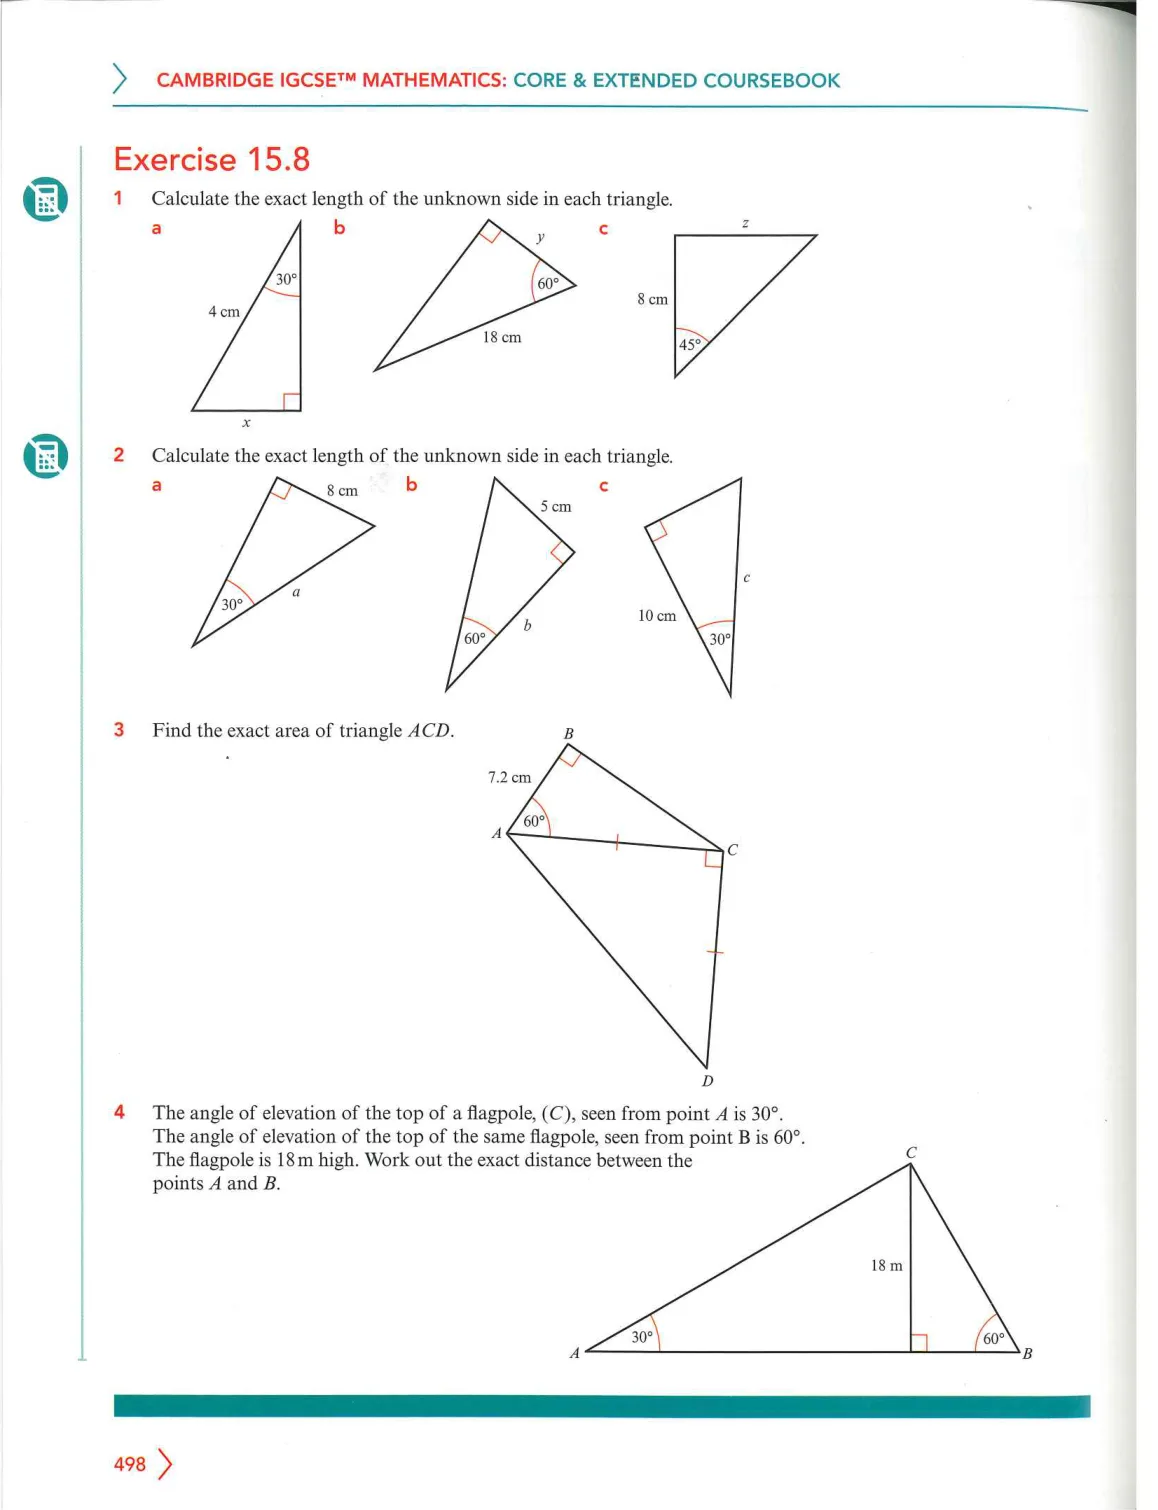 CAMBRIDGE IGCSE™ MATHEMATICS: CORE & EXTENDED COURSEBOOK
Exercise 15.8
1 Calculate the exact length of the unknown side in each triangle.
a b c
30°
4 cm
x
y
60°
18 cm
z
8 cm
45°
2 Calculate the exact length of the unknown side in each triangle.
a b c
8 cm
a
30°
5 cm
b
60°
c
10 cm
30°
3 Find the exact area of triangle ACD.
B
7.2 cm
60°
A
C
D
4 The angle of elevation of the top of a flagpole, (C), seen from point A is 30°.
The angle of elevation of the top of the same flagpole, seen from point B is 60°.
The flagpole is 18 m high. Work out the exact distance between the
points A and B.
C
18 m
30°
60°
A
B
498